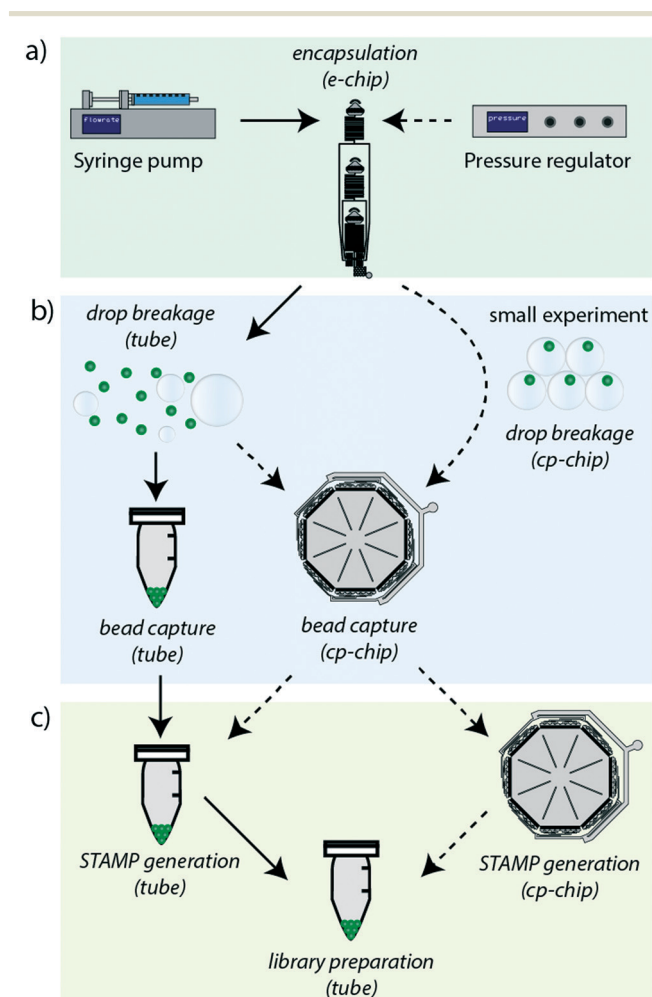 a)
encapsulation
(e-chip)
flowrate
pressure
Syringe pump
Pressure regulator
b)
drop breakage
(tube)
small experiment
drop breakage
(cp-chip)
bead capture
(tube)
bead capture
(cp-chip)
c)
STAMP generation
(tube)
STAMP generation
(cp-chip)
library preparation
(tube)